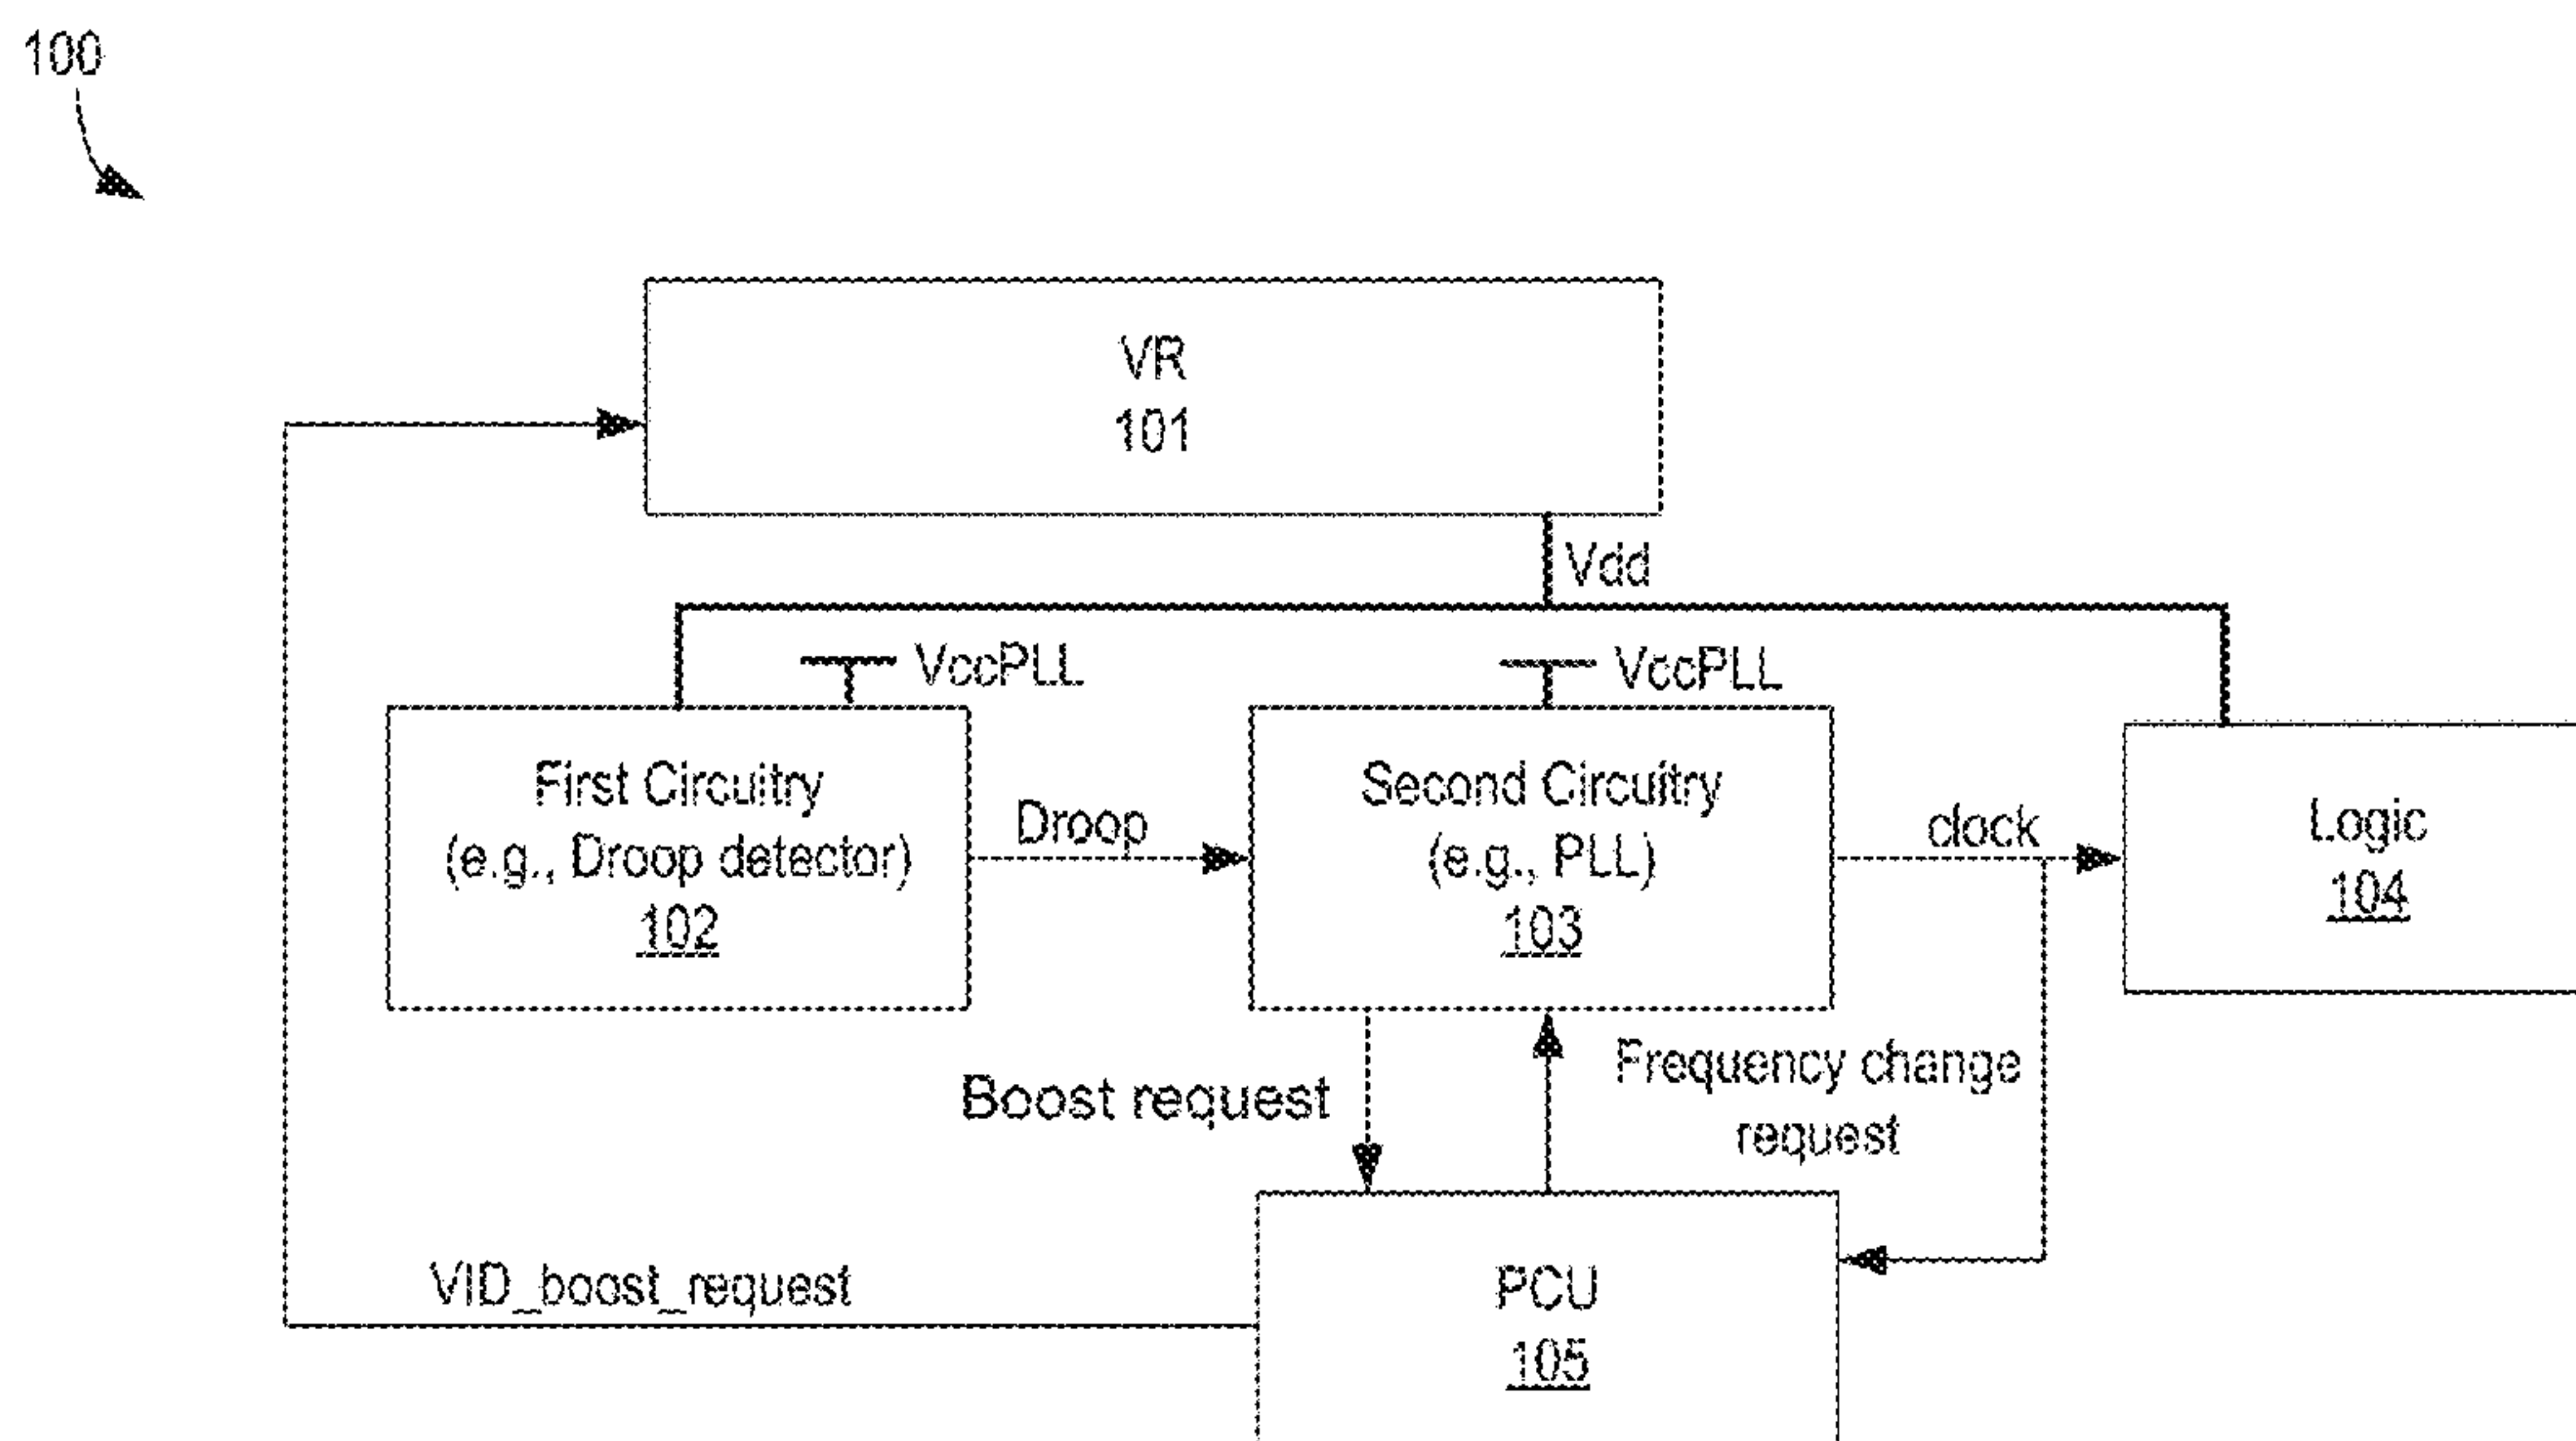 100
VR
101
Vdd
VccPLL
VccPLL
First Circuitry
(e.g., Droop detector)
102
Droop
Second Circuitry
(e.g., PLL)
103
clock
Logic
104
Boost request
Frequency change
request
VID_boost_request
PCU
105